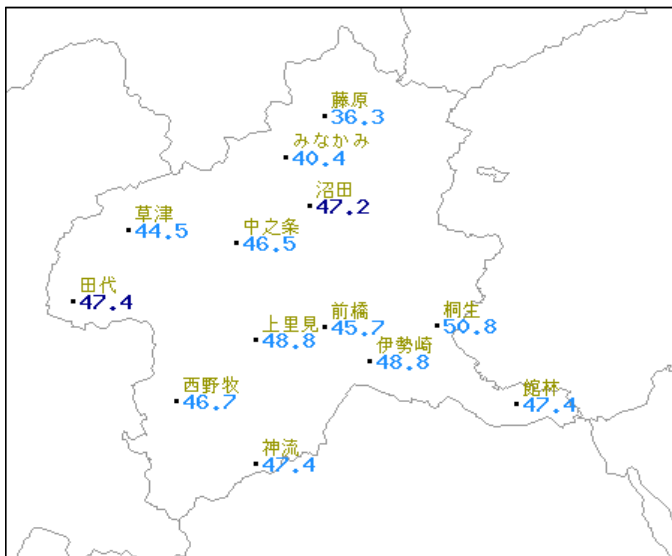 藤原
36.3
みなかみ
40.4
沼田
47.2
草津
44.5
中之条
46.5
田代
47.4
上里見
48.8
前橋
45.7
桐生
50.8
伊勢崎
48.8
西野牧
46.7
館林
47.4
神流
47.4